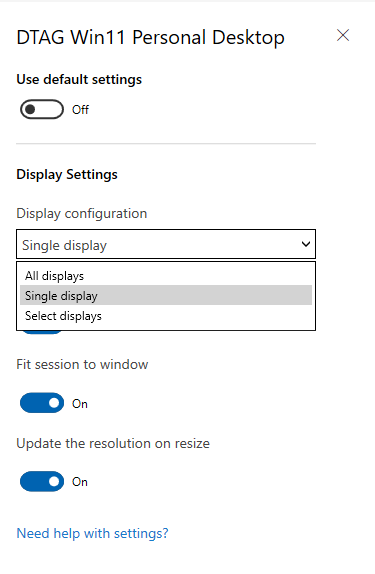 DTAG Win11 Personal Desktop
Use default settings
Off
Display Settings
Display configuration
Single display
All displays
Single display
Select displays
Fit session to window
On
Update the resolution on resize
On
Need help with settings?